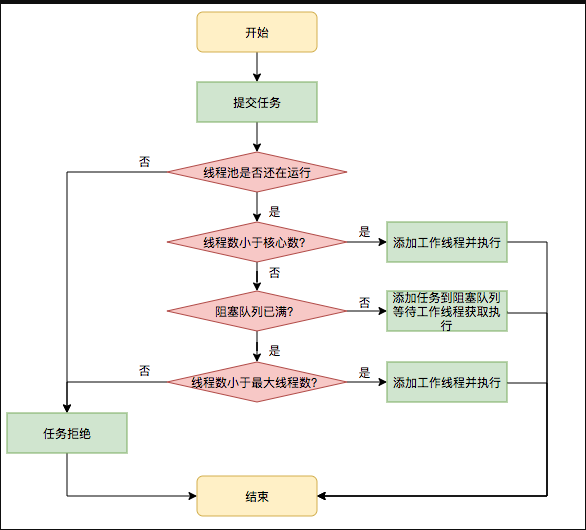 开始
提交任务
线程池是否还在运行
否
是
线程数小于核心数?
是
添加工作线程并执行
否
阻塞队列已满?
否
添加任务到阻塞队列
等待工作线程获取执
行
是
线程数小于最大线程数?
否
是
添加工作线程并执行
任务拒绝
结束